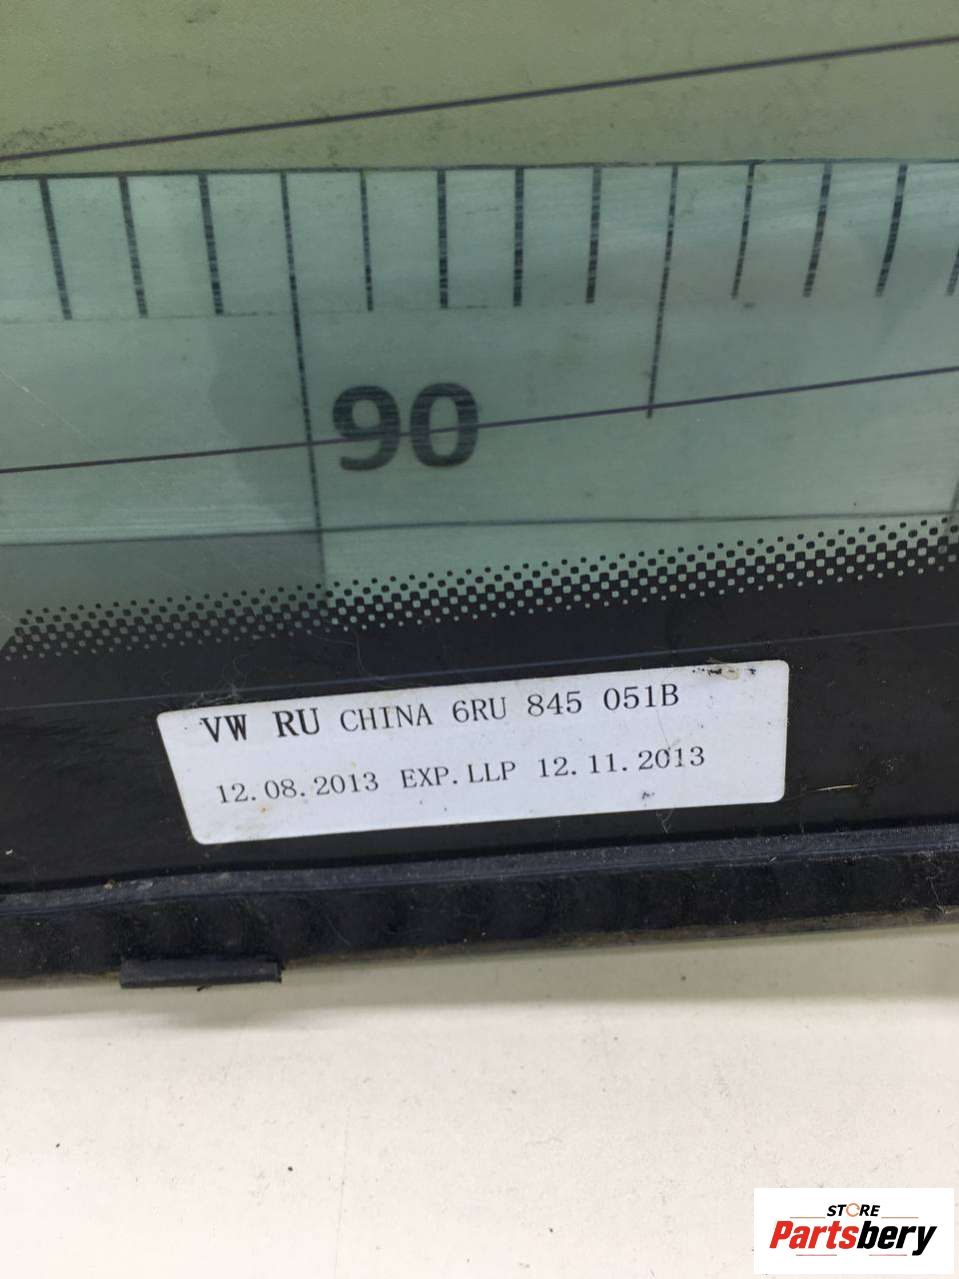 90
VW RU CHINA 6RU 845 051B
12.08.2013 EXP.LLP 12.11.2013
STORE
Partsbery